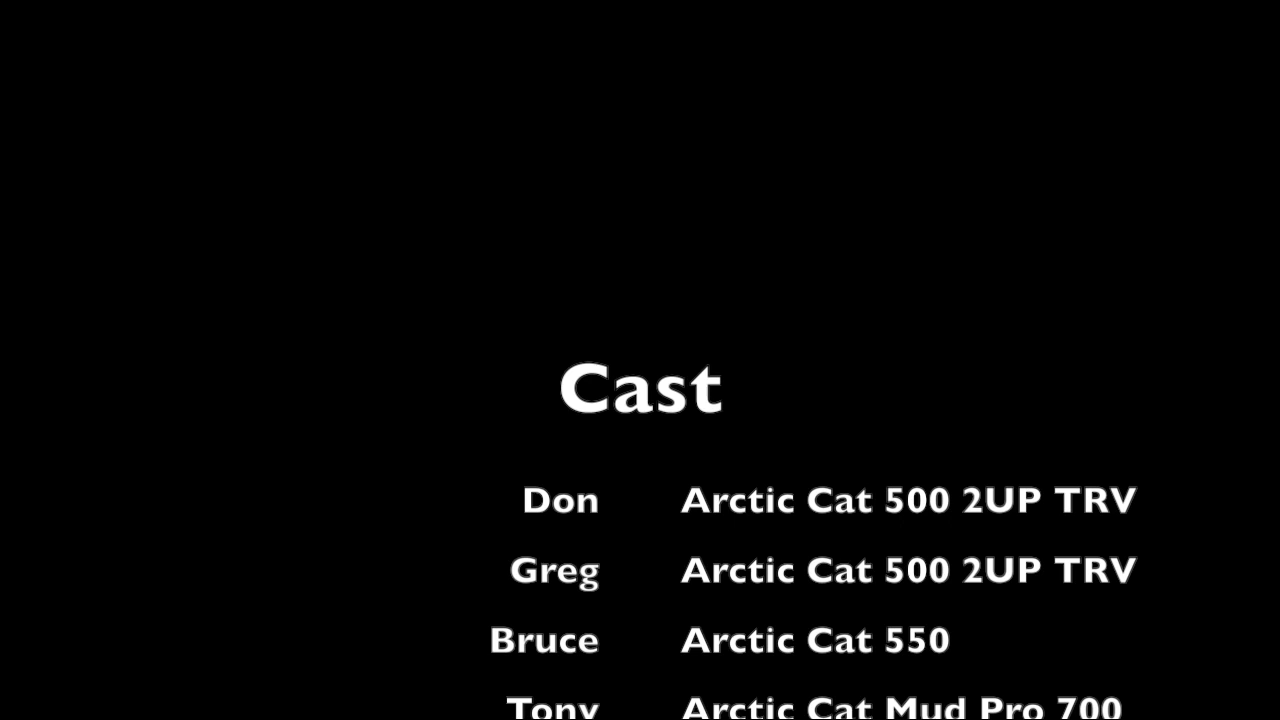 Cast
Don Arctic Cat 500 2UP TRV
Greg Arctic Cat 500 2UP TRV
Bruce Arctic Cat 550
Tony Arctic Cat Mud Pro 700